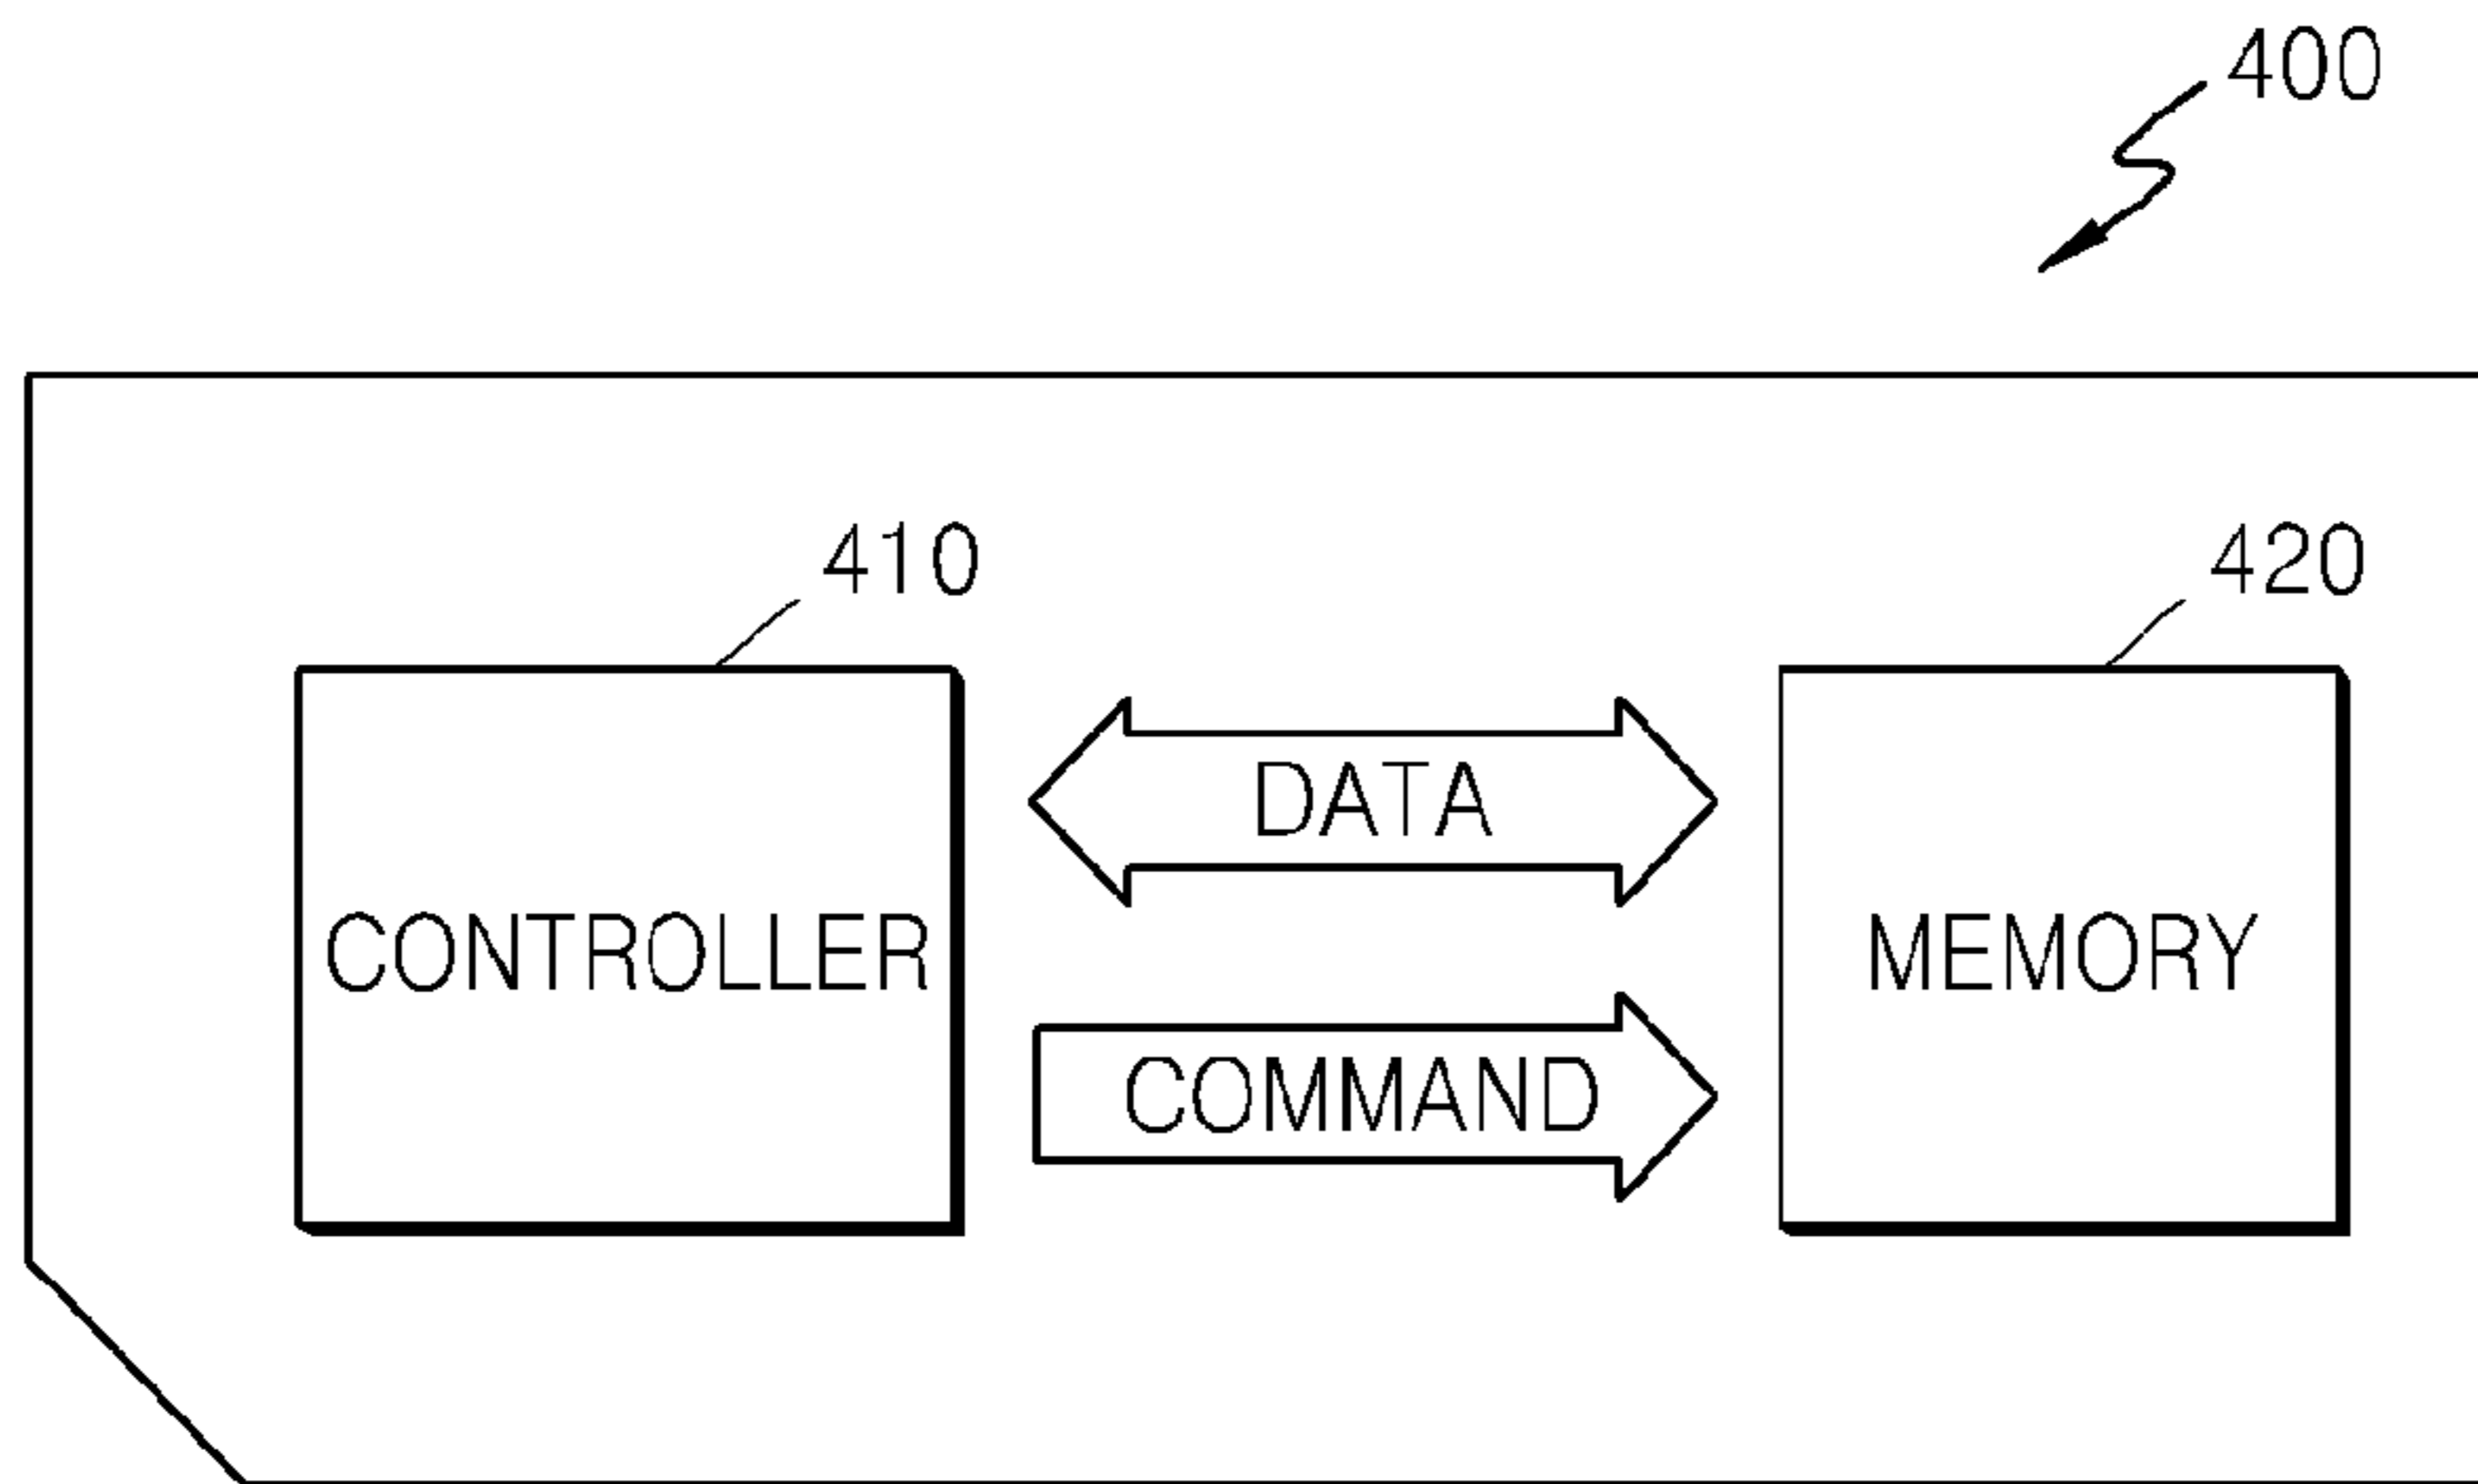 400
410
420
DATA
CONTROLLER
MEMORY
COMMAND